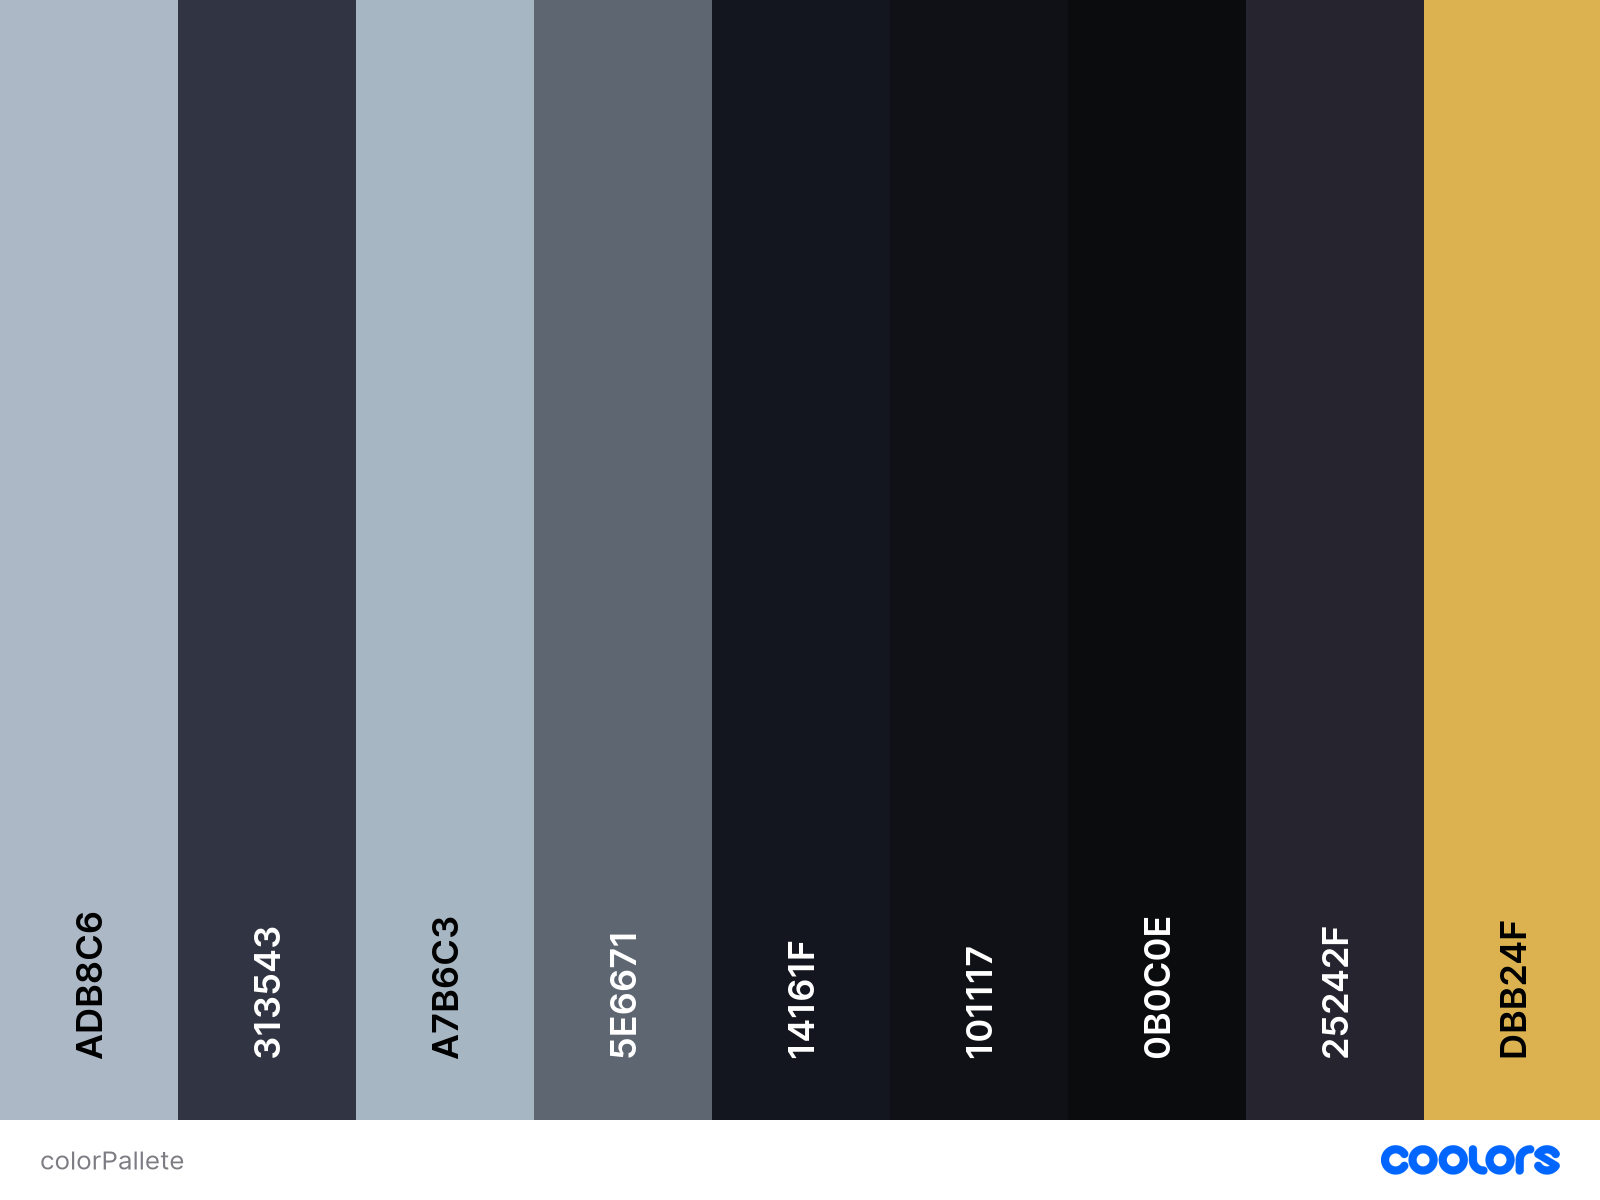 ADB8C6
313543
A7B6C3
5E6671
14161F
101117
0B0C0E
25242F
DBB24F
colorPallete
coolors